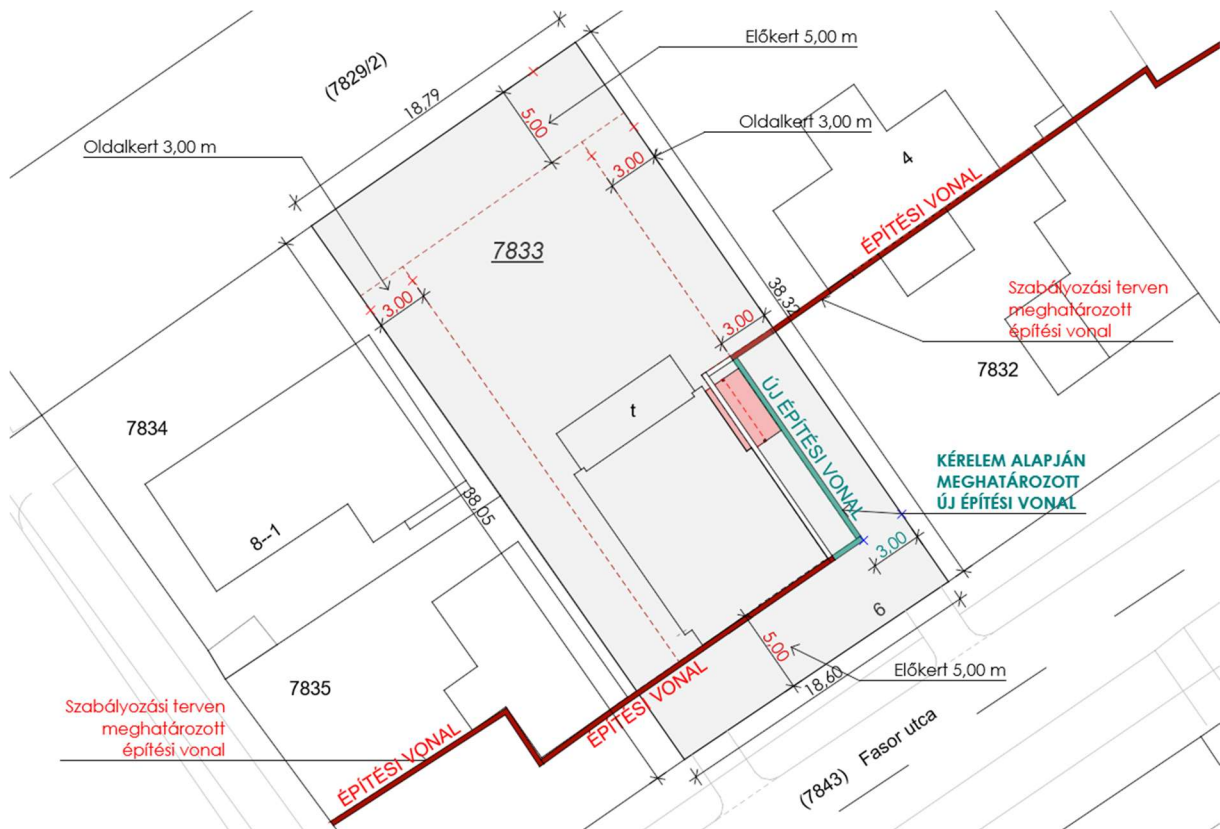 Előkert 5,00 m
(7829/2)
18,79
5,00
Oldalkert 3,00 m
Oldalkert 3,00 m
3,00
4
ÉPÍTÉSI VONAL
7833
38,32
3,00
3,00
Szabályozási terven
meghatározott
építési vonal
7832
t
ÚJ ÉPÍTÉSI VONAL
7834
KÉRELEM ALAPJÁN
MEGHATÁROZOTT
ÚJ ÉPÍTÉSI VONAL
38,05
8--1
3,00
6
5,00
Előkert 5,00 m
18,60
7835
ÉPÍTÉSI VONAL
Szabályozási terven
meghatározott
építési vonal
ÉPÍTÉSI VONAL
(7843) Fasor utca